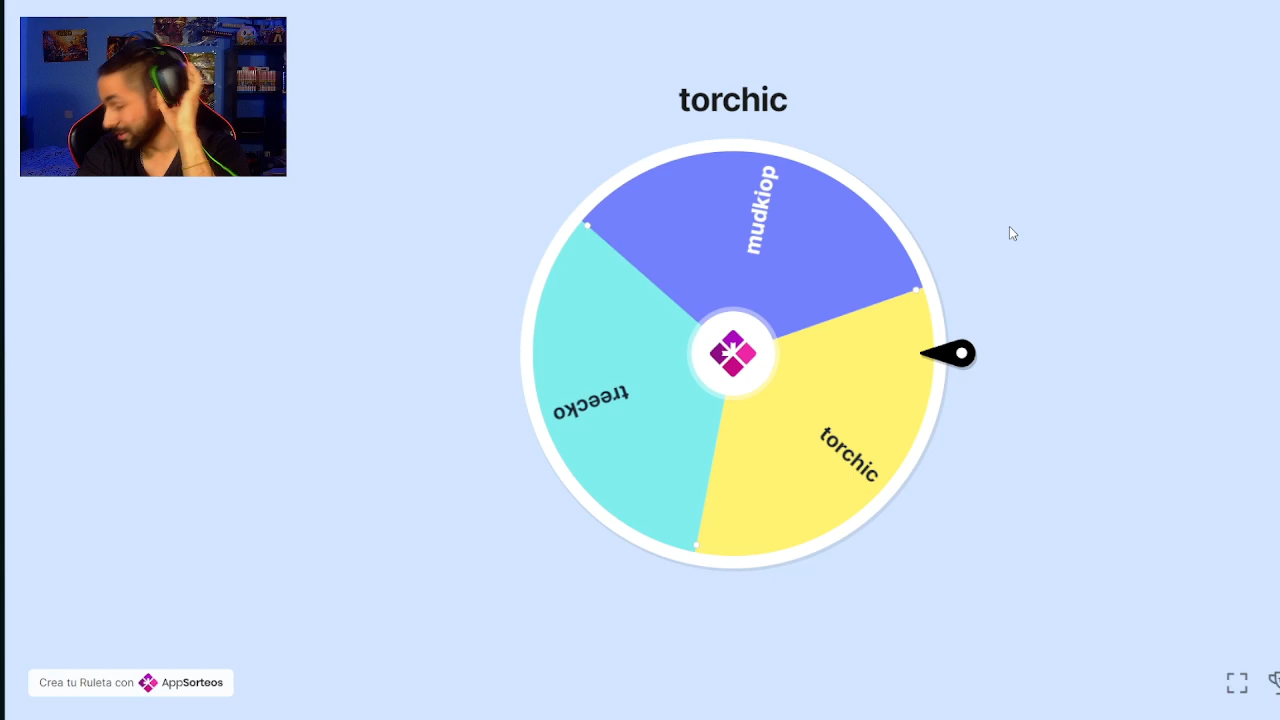 torchic
mudkiop
treecko
torchic
Crea tu Ruleta con AppSorteos